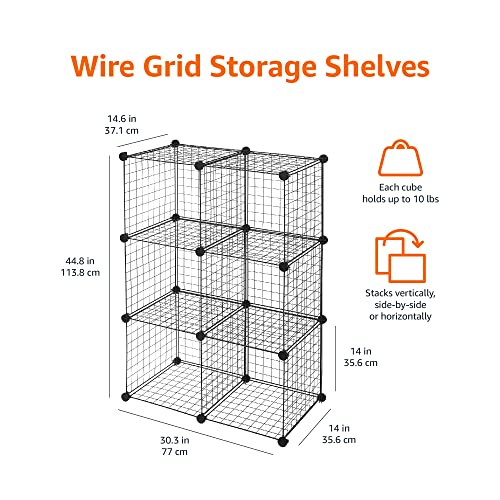 Wire Grid Storage Shelves
14.6 in
37.1 cm
Each cube
holds up to 10 lbs
44.8 in
113.8 cm
Stacks vertically,
side-by-side
or horizontally
14 in
35.6 cm
30.3 in
77 cm
14 in
35.6 cm